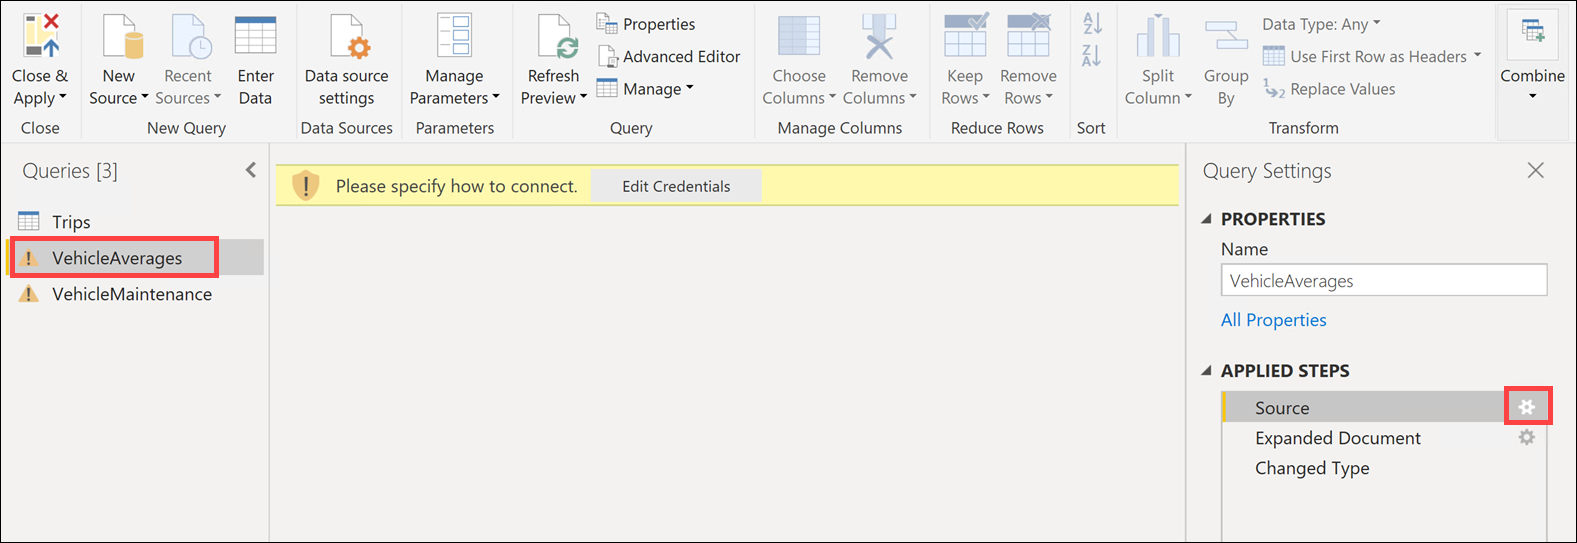 Close &
Apply
Close
New
Source
Recent
Sources
Enter
Data
New Query
Data source
settings
Data Sources
Manage
Parameters
Parameters
Refresh
Preview
Properties
Advanced Editor
Manage
Query
Choose
Columns
Remove
Columns
Manage Columns
Keep
Rows
Remove
Rows
Reduce Rows
A
Z
Z
A
Sort
Split
Column
Group
By
Data Type: Any
Use First Row as Headers
1
2
Replace Values
Transform
Combine
Queries [3]
Trips
VehicleAverages
VehicleMaintenance
Please specify how to connect.
Edit Credentials
Query Settings
PROPERTIES
Name
VehicleAverages
All Properties
APPLIED STEPS
Source
Expanded Document
Changed Type